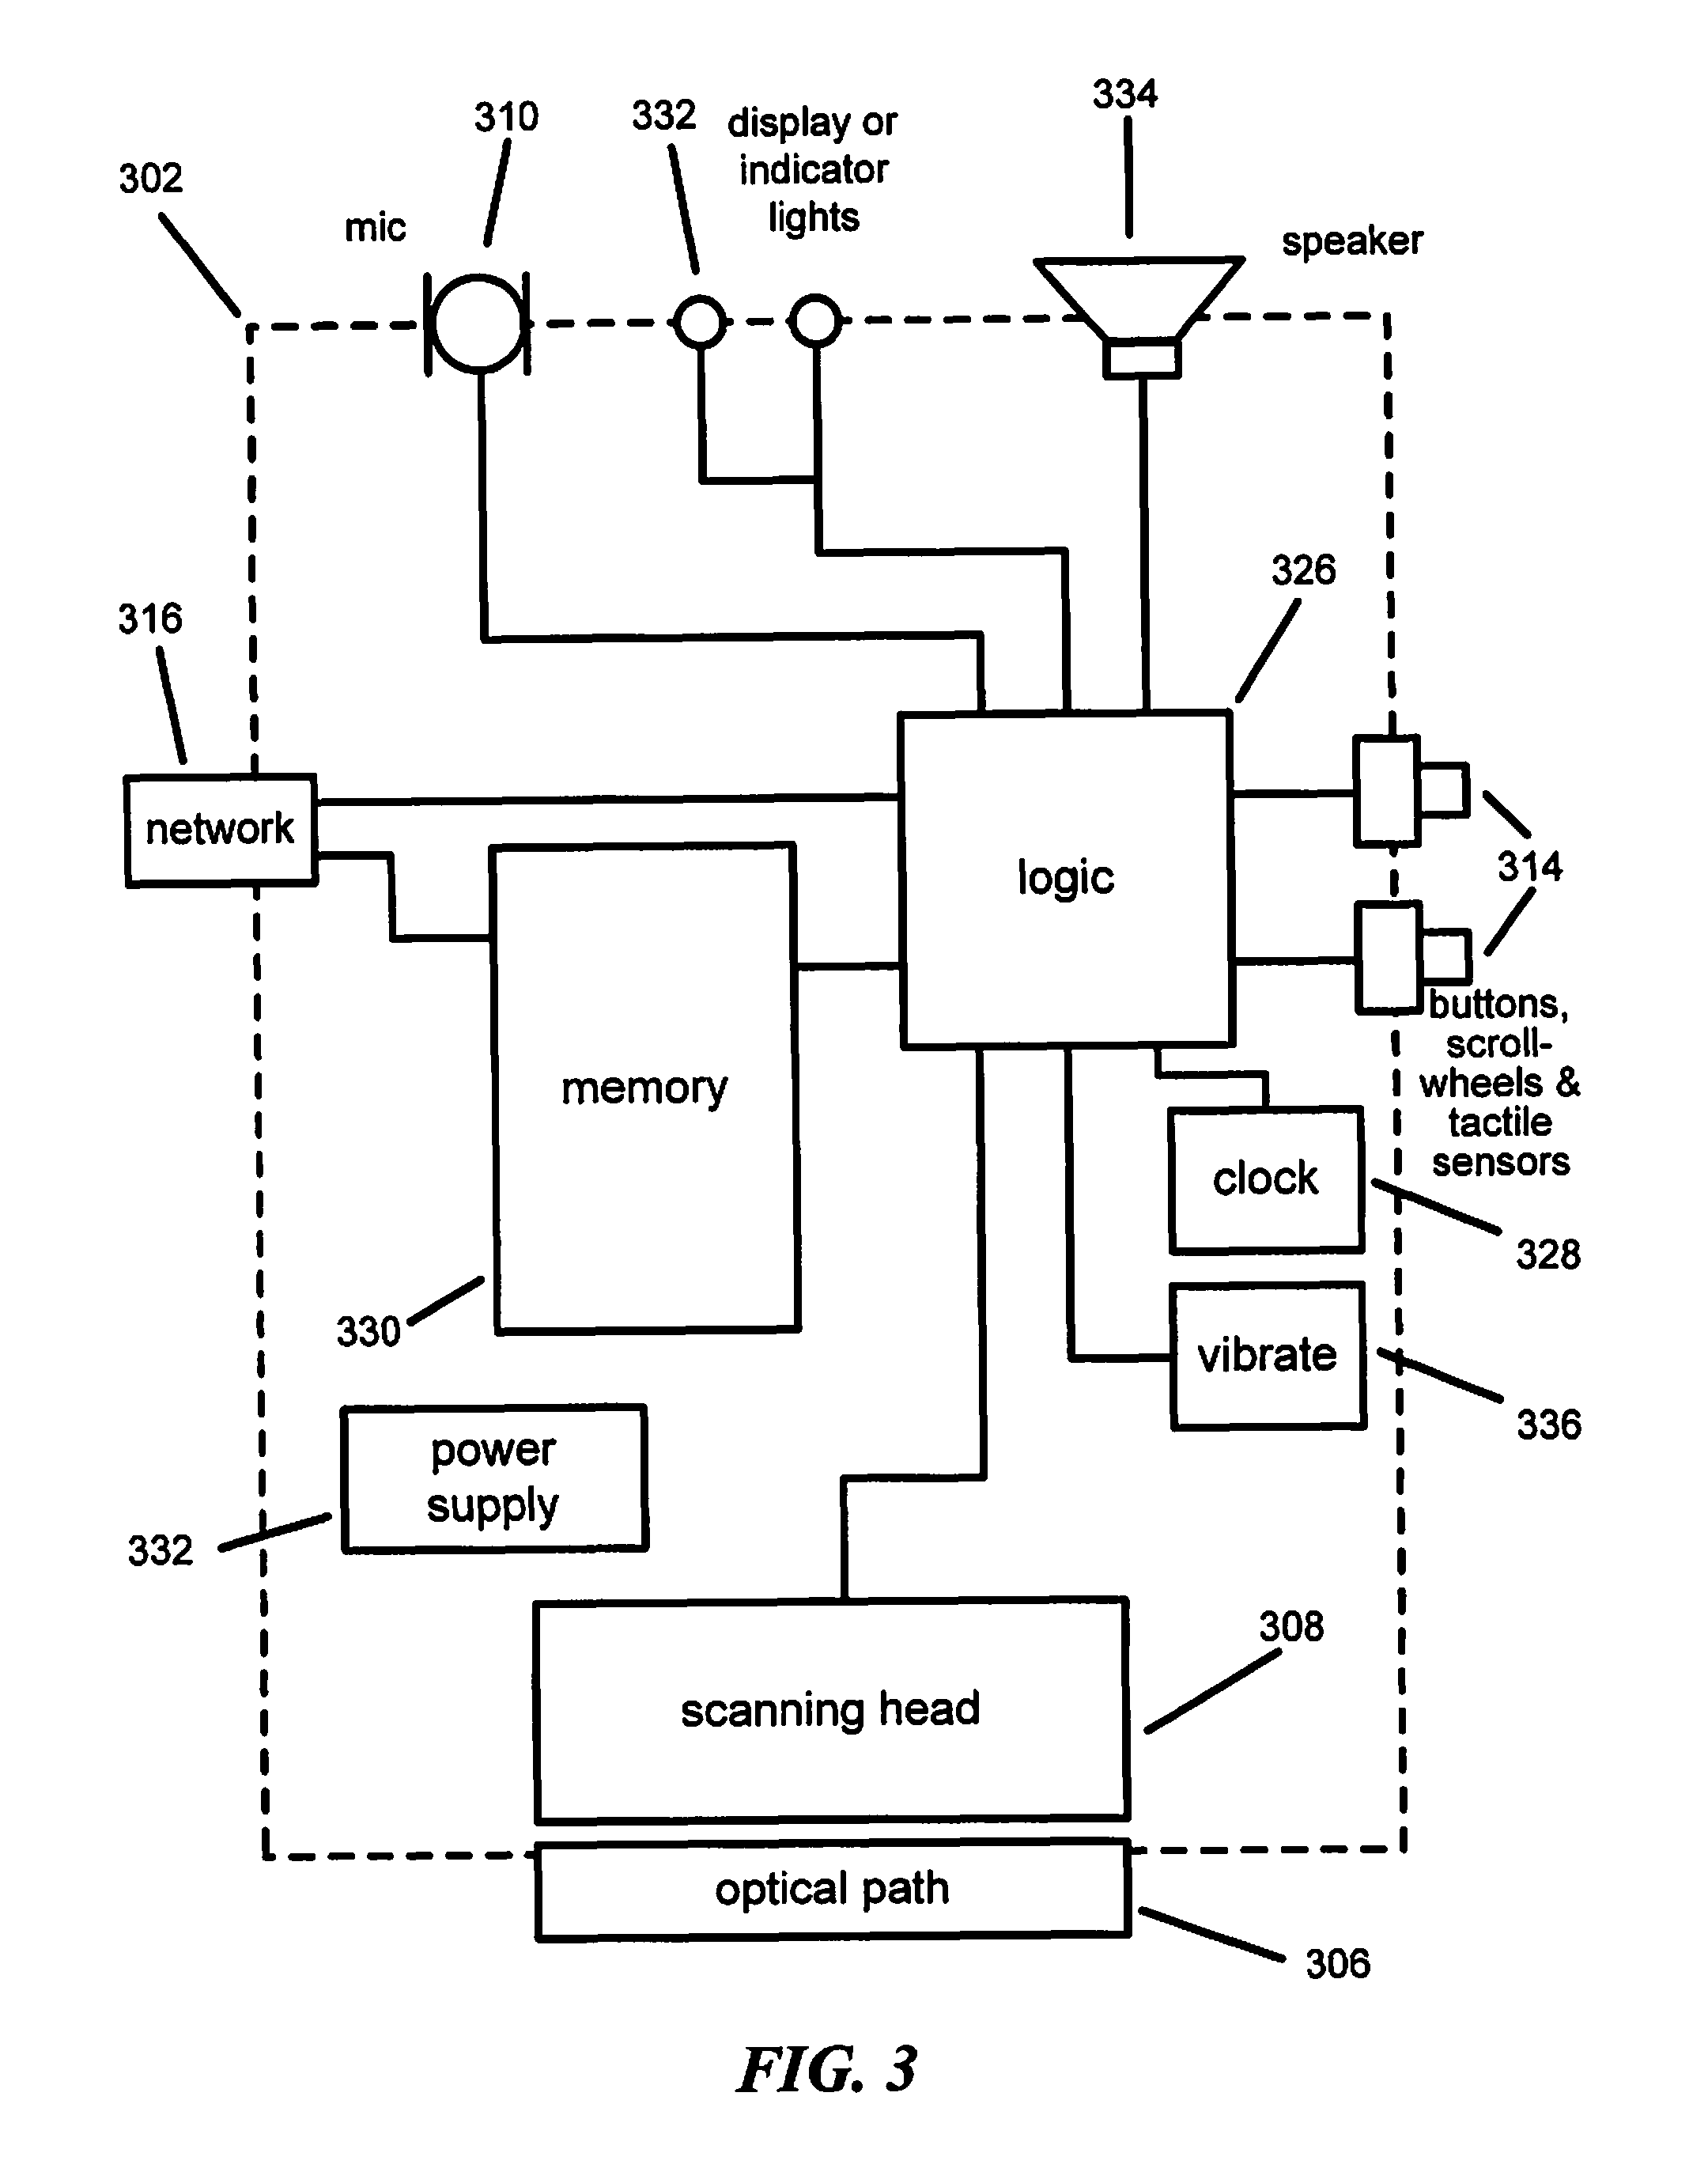 334
310
332
display or
indicator
lights
302
mic
speaker
326
316
network
logic
314
buttons,
scroll-
wheels &
tactile
sensors
memory
clock
328
330
vibrate
336
power
supply
332
308
scanning head
optical path
306
FIG. 3